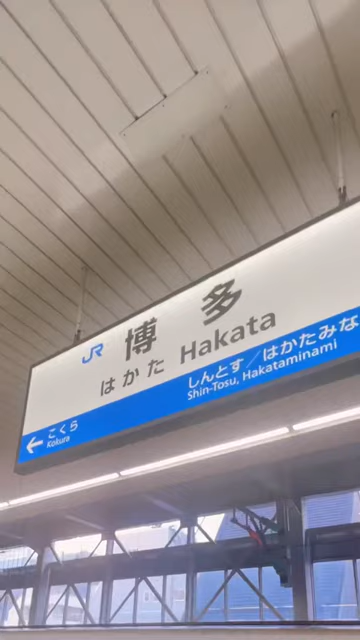 JR 博多
はかた Hakata
← こくら
Kokura
しんとす/はかたみな
Shin-Tosu, Hakataminami